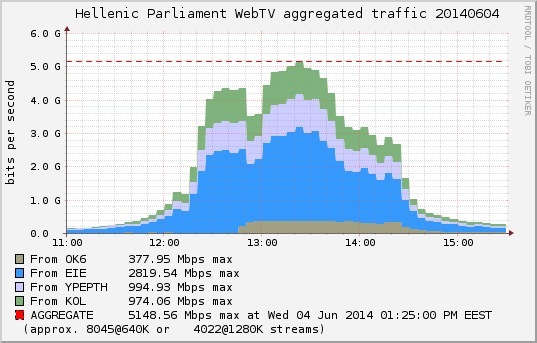 Hellenic Parliament WebTV aggregated traffic 20140604
RRDTOOL / TOBI OETIKER
bits per second
6.0 G
5.0 G
4.0 G
3.0 G
2.0 G
1.0 G
0.0
11:00 12:00 13:00 14:00 15:00
From OK6 377.95 Mbps max
From EIE 2819.54 Mbps max
From YPEPTH 994.93 Mbps max
From KOL 974.06 Mbps max
AGGREGATE 5148.56 Mbps max at Wed 04 Jun 2014 01:25:00 PM EEST
(approx. 8045@640K or 4022@1280K streams)